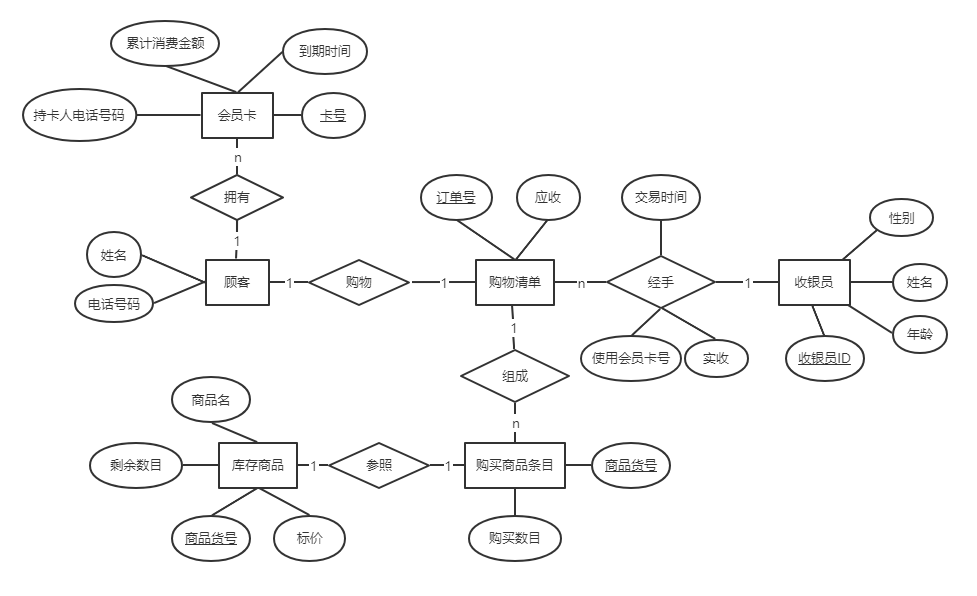 累计消费金额
到期时间
持卡人电话号码
会员卡
卡号
n
拥有
订单号
应收
交易时间
性别
1
姓名
电话号码
顾客
1
购物
1
购物清单
n
经手
1
收银员
姓名
1
使用会员卡号
实收
收银员ID
年龄
组成
商品名
n
剩余数目
库存商品
1
参照
1
购买商品条目
商品货号
商品货号
标价
购买数目